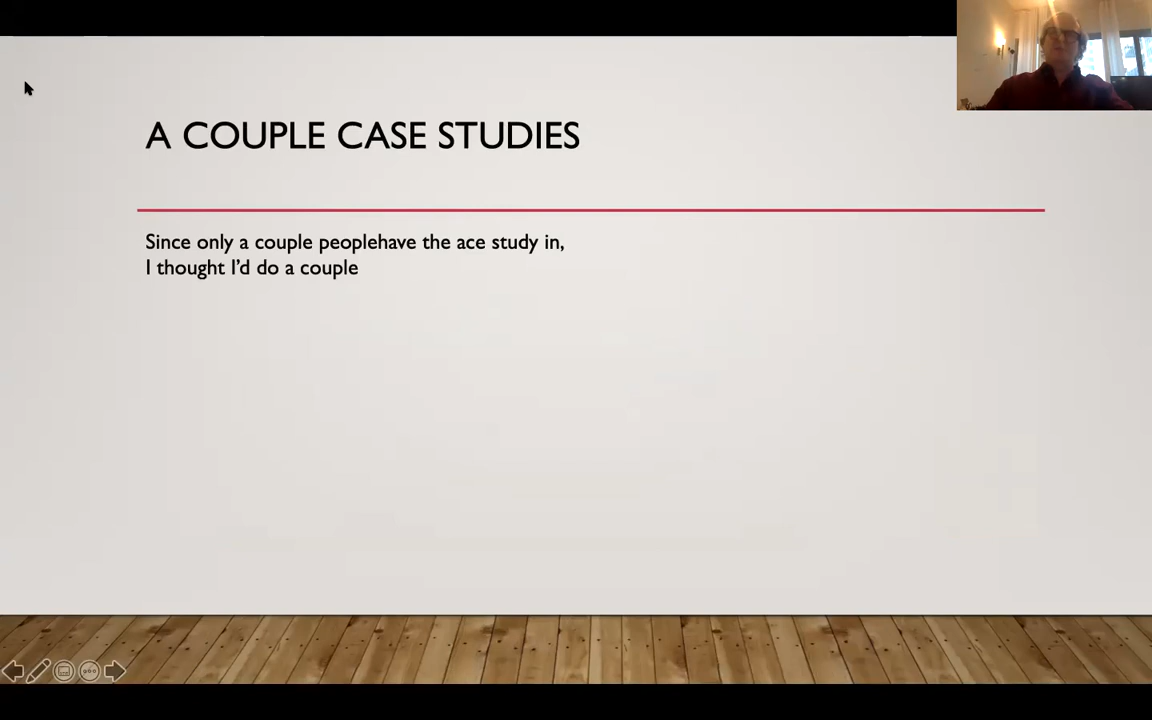 A COUPLE CASE STUDIES
Since only a couple peoplehave the ace study in,
I thought I’d do a couple